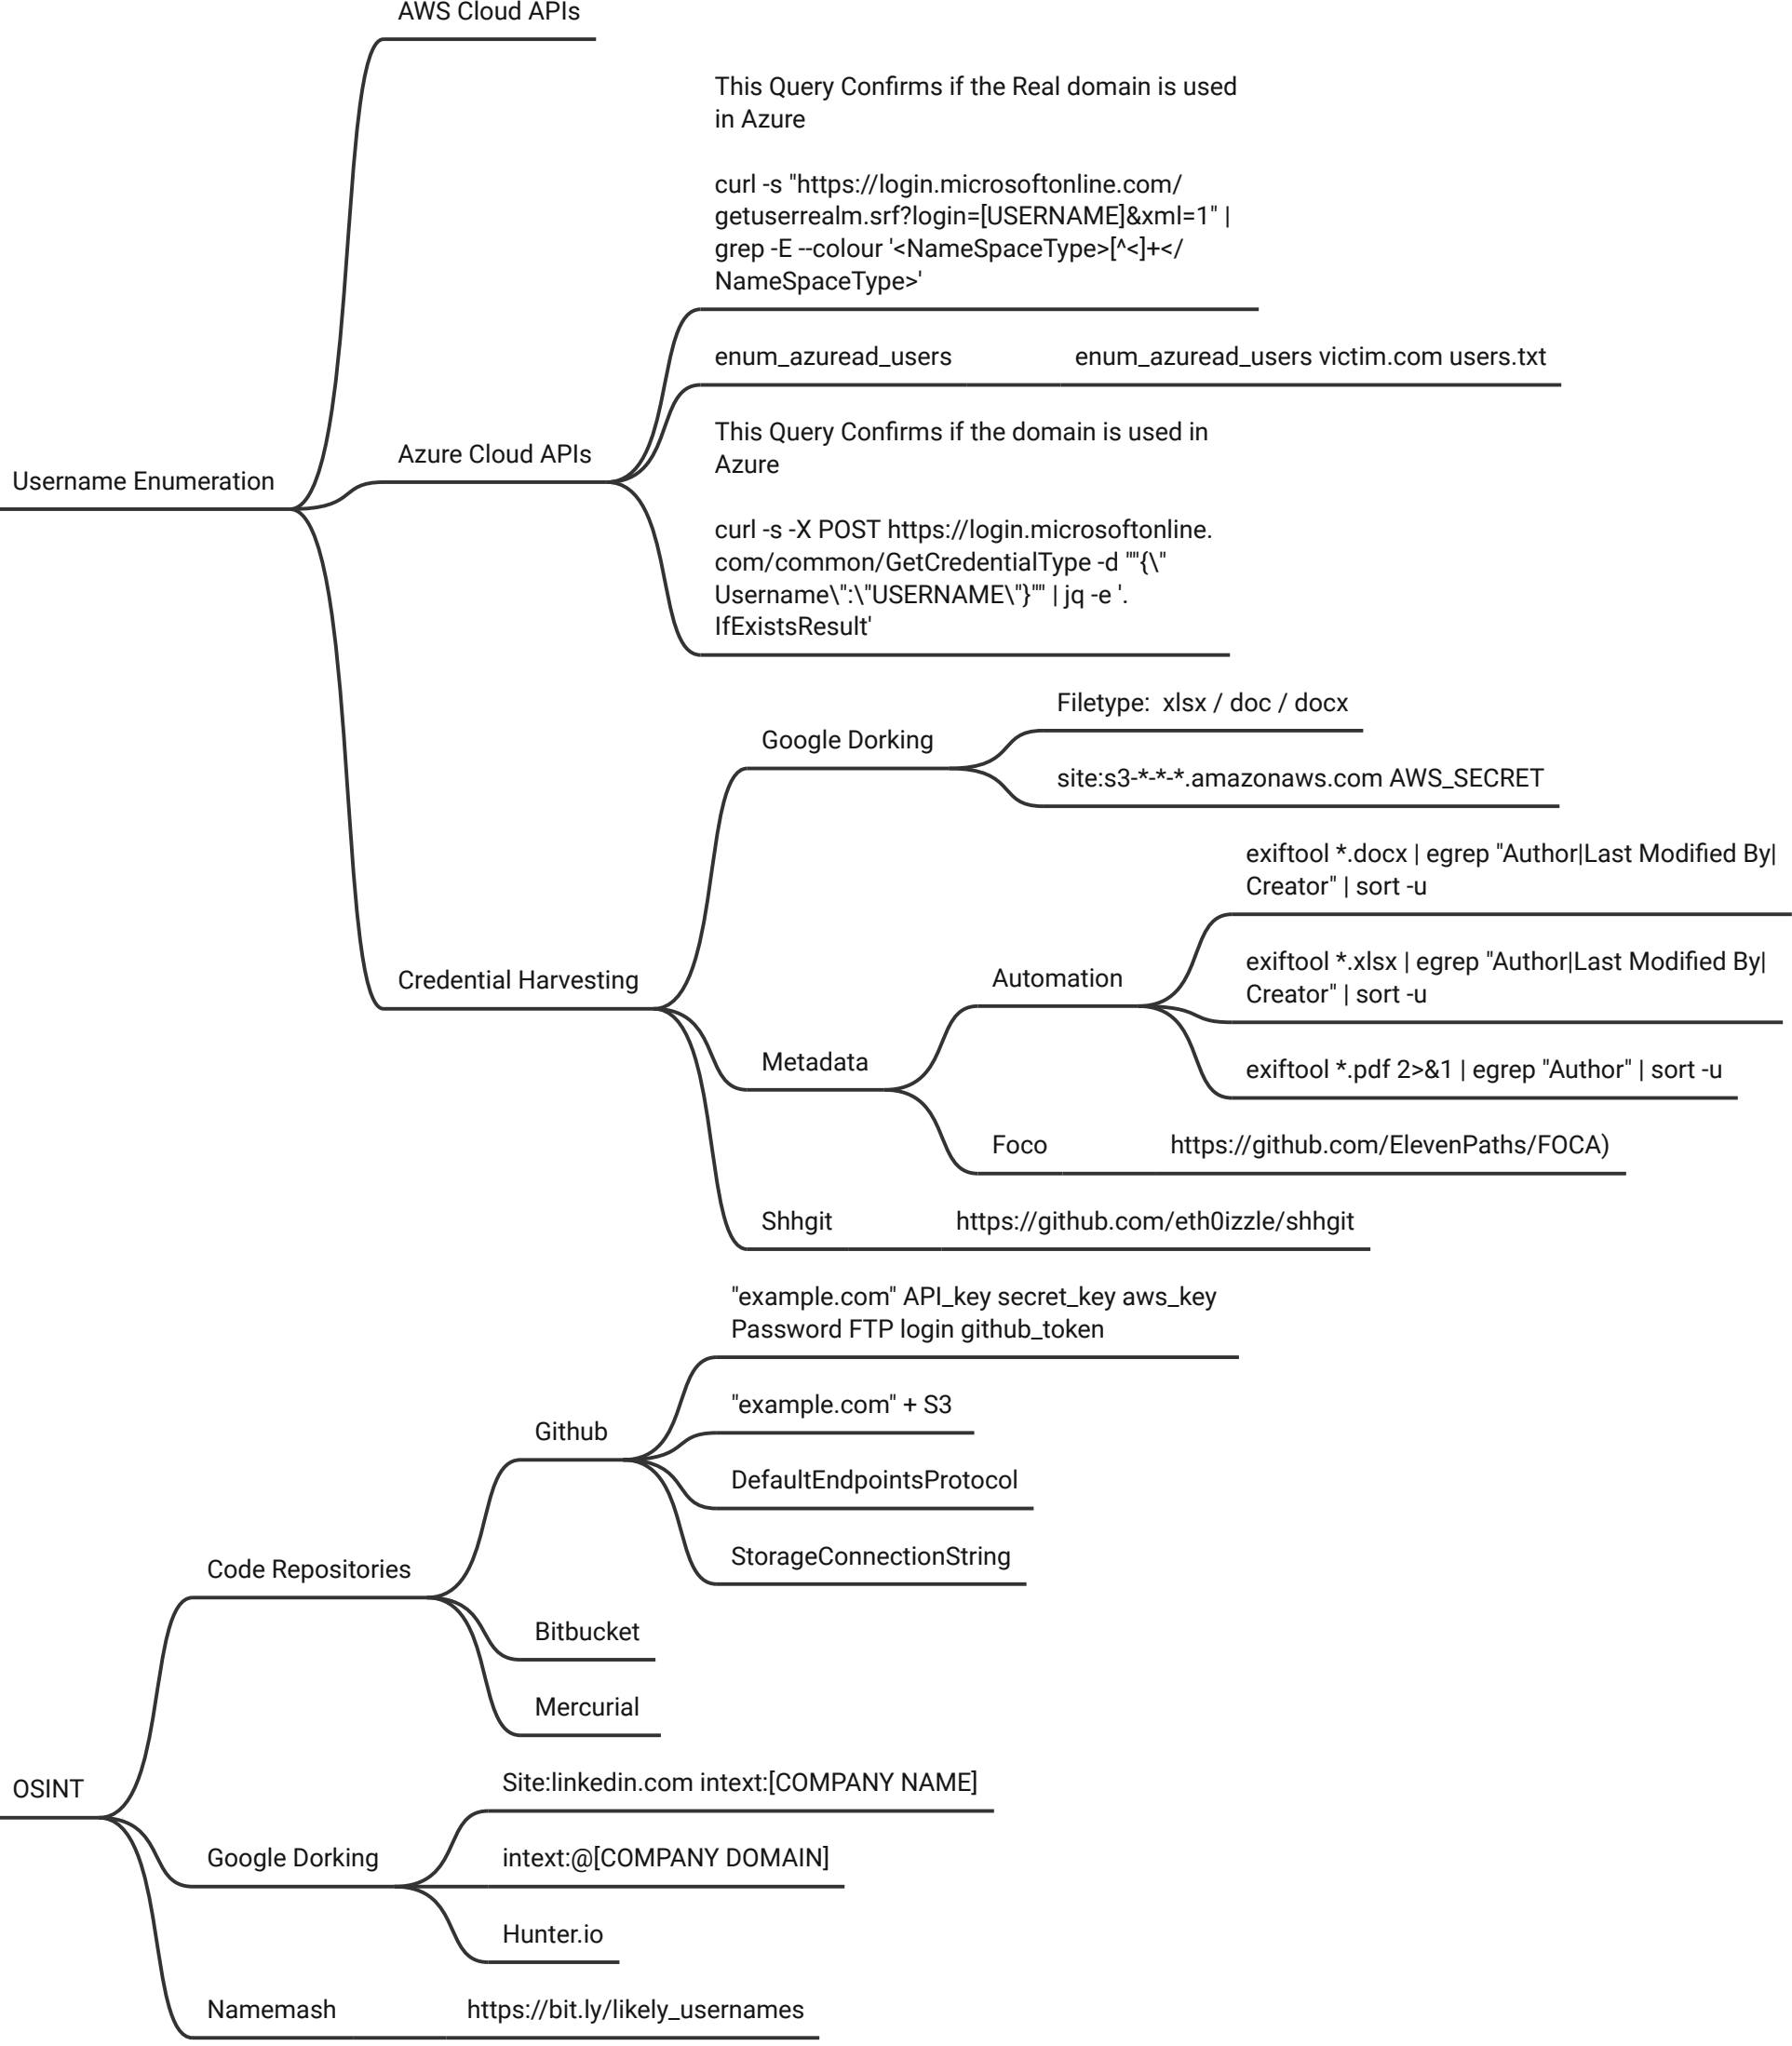 AWS Cloud APIs
This Query Confirms if the Real domain is used
in Azure
curl -s "https://login.microsoftonline.com/
getuserrealm.srf?login=[USERNAME]&xml=1" |
grep -E --colour '<NameSpaceType>[^<]+</
NameSpaceType>'
enum_azuread_users
enum_azuread_users victim.com users.txt
Azure Cloud APIs
This Query Confirms if the domain is used in
Azure
curl -s -X POST https://login.microsoftonline.
com/common/GetCredentialType -d ""{\"
Username\":\"USERNAME\"}"" | jq -e '.
IfExistsResult'
Username Enumeration
Filetype:  xlsx / doc / docx
Google Dorking
site:s3-*-*-*.amazonaws.com AWS_SECRET
exiftool *.docx | egrep "Author|Last Modified By|
Creator" | sort -u
Credential Harvesting
Automation
exiftool *.xlsx | egrep "Author|Last Modified By|
Creator" | sort -u
Metadata
exiftool *.pdf 2>&1 | egrep "Author" | sort -u
Foco
https://github.com/ElevenPaths/FOCA)
Shhgit
https://github.com/eth0izzle/shhgit
"example.com" API_key secret_key aws_key
Password FTP login github_token
"example.com" + S3
Github
DefaultEndpointsProtocol
StorageConnectionString
Code Repositories
Bitbucket
Mercurial
OSINT
Site:linkedin.com intext:[COMPANY NAME]
Google Dorking
intext:@[COMPANY DOMAIN]
Hunter.io
Namemash
https://bit.ly/likely_usernames